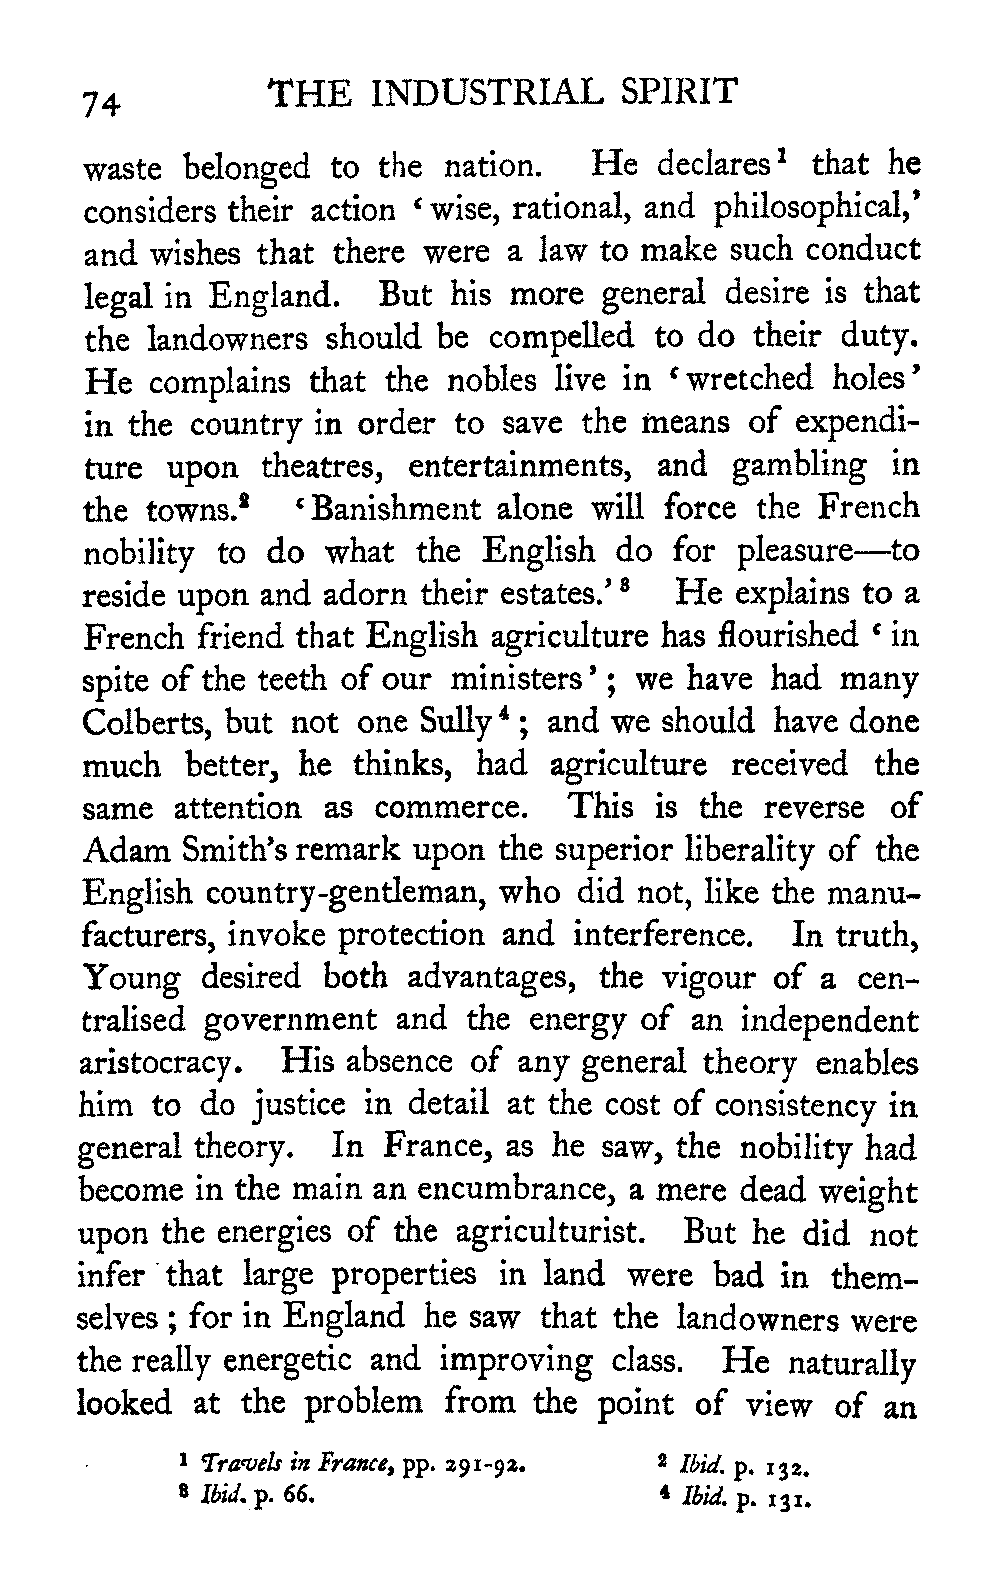 74 THE INDUSTRIAL SPIRIT
waste belonged to the nation. He declares¹ that he
considers their action ‘wise, rational, and philosophical,’
and wishes that there were a law to make such conduct
legal in England. But his more general desire is that
the landowners should be compelled to do their duty.
He complains that the nobles live in ‘wretched holes’
in the country in order to save the means of expendi-
ture upon theatres, entertainments, and gambling in
the towns.² ‘Banishment alone will force the French
nobility to do what the English do for pleasure—to
reside upon and adorn their estates.’³ He explains to a
French friend that English agriculture has flourished ‘in
spite of the teeth of our ministers’; we have had many
Colberts, but not one Sully⁴; and we should have done
much better, he thinks, had agriculture received the
same attention as commerce. This is the reverse of
Adam Smith’s remark upon the superior liberality of the
English country-gentleman, who did not, like the manu-
facturers, invoke protection and interference. In truth,
Young desired both advantages, the vigour of a cen-
tralised government and the energy of an independent
aristocracy. His absence of any general theory enables
him to do justice in detail at the cost of consistency in
general theory. In France, as he saw, the nobility had
become in the main an encumbrance, a mere dead weight
upon the energies of the agriculturist. But he did not
infer that large properties in land were bad in them-
selves; for in England he saw that the landowners were
the really energetic and improving class. He naturally
looked at the problem from the point of view of an
¹ Travels in France, pp. 291-92. ² Ibid. p. 132.
³ Ibid. p. 66. ⁴ Ibid. p. 131.